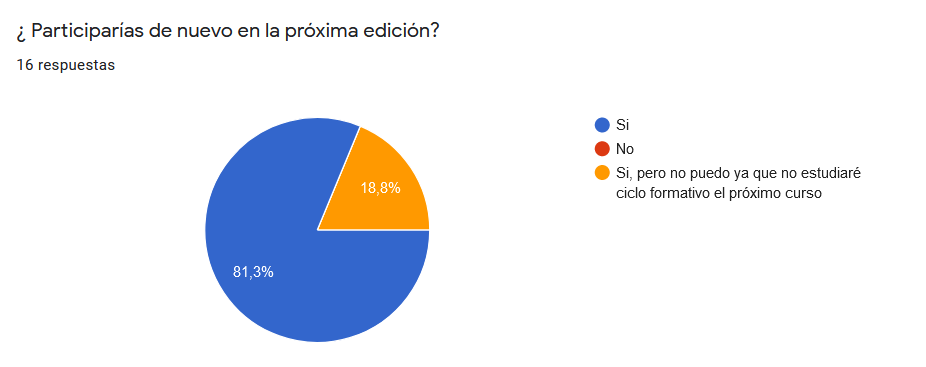 ¿ Participarías de nuevo en la próxima edición?
16 respuestas
18,8%
81,3%
Si
No
Si, pero no puedo ya que no estudiaré
ciclo formativo el próximo curso